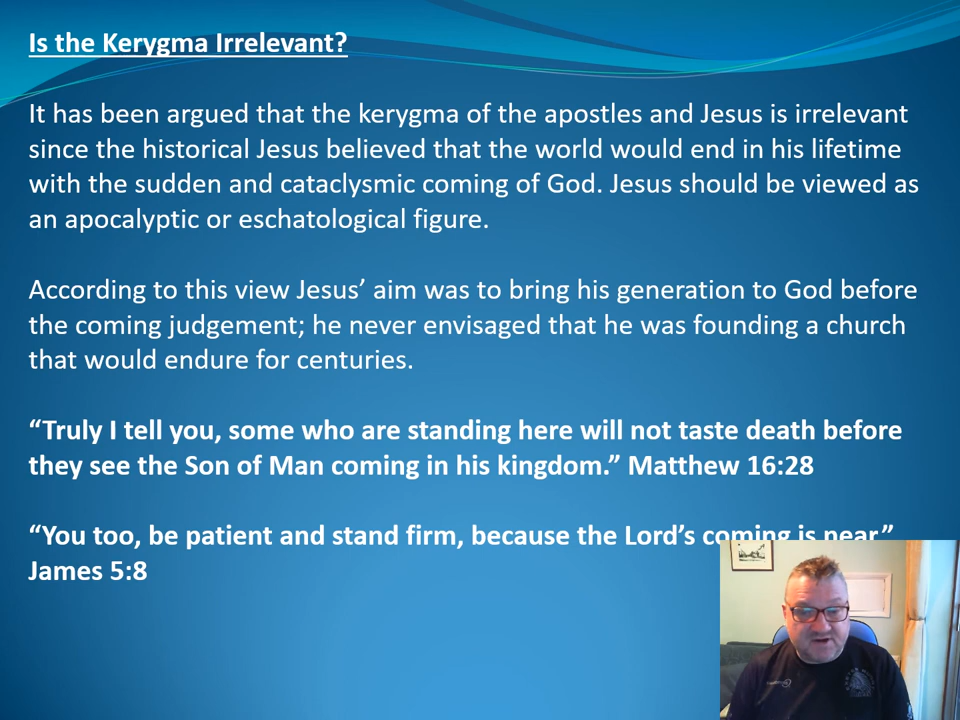 Is the Kerygma Irrelevant?
It has been argued that the kerygma of the apostles and Jesus is irrelevant
since the historical Jesus believed that the world would end in his lifetime
with the sudden and cataclysmic coming of God. Jesus should be viewed as
an apocalyptic or eschatological figure.
According to this view Jesus’ aim was to bring his generation to God before
the coming judgement; he never envisaged that he was founding a church
that would endure for centuries.
“Truly I tell you, some who are standing here will not taste death before
they see the Son of Man coming in his kingdom.” Matthew 16:28
“You too, be patient and stand firm, because the Lord’s coming is near.”
James 5:8